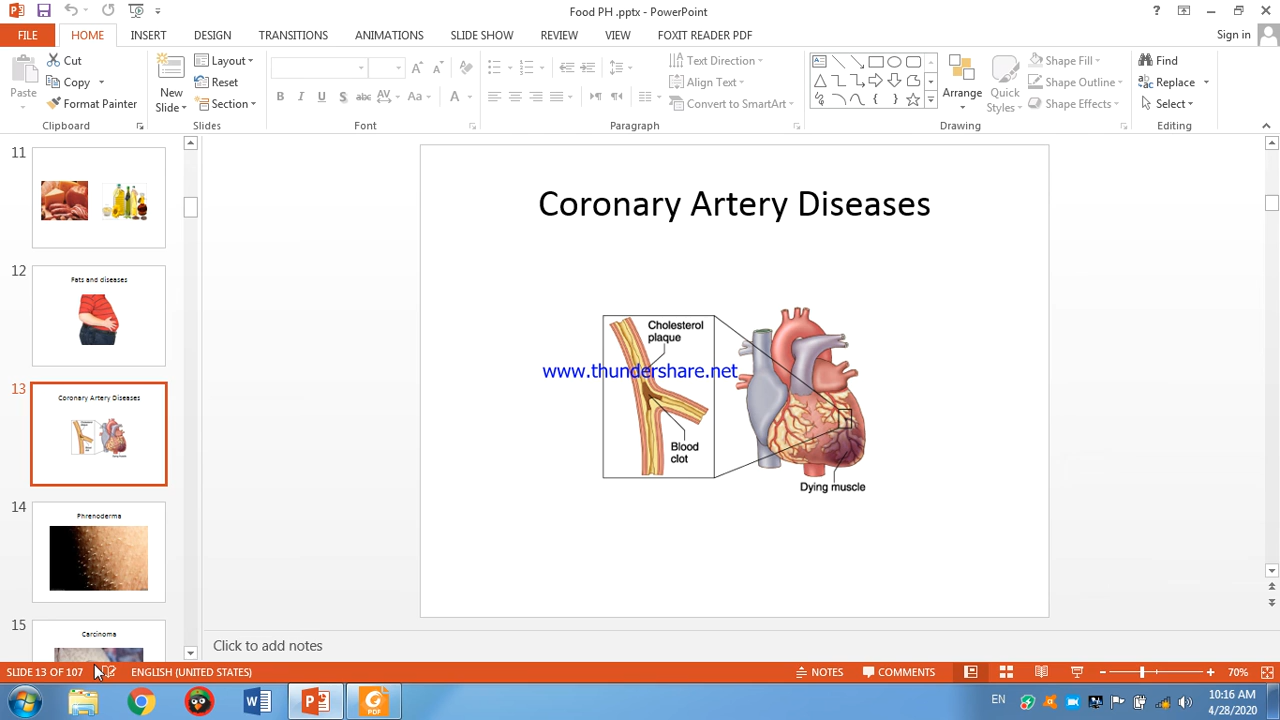 Food PH .pptx - PowerPoint
Sign in
FILE
HOME
INSERT
DESIGN
TRANSITIONS
ANIMATIONS
SLIDE SHOW
REVIEW
VIEW
FOXIT READER PDF
Paste
Cut
Copy
Format Painter
Clipboard
New
Slide
Layout
Reset
Section
Slides
B I U S abc AV Aa A
Font
Text Direction
Align Text
Convert to SmartArt
Paragraph
Arrange
Quick
Styles
Shape Fill
Shape Outline
Shape Effects
Drawing
Find
Replace
Select
Editing
11
12
Fats and diseases
13
Coronary Artery Diseases
14
Phrenoderma
15
Carcinoma
Coronary Artery Diseases
Cholesterol
plaque
www.thundershare.net
Blood
clot
Dying muscle
Click to add notes
SLIDE 13 OF 107
ENGLISH (UNITED STATES)
NOTES
COMMENTS
70%
EN
10:16 AM
4/28/2020